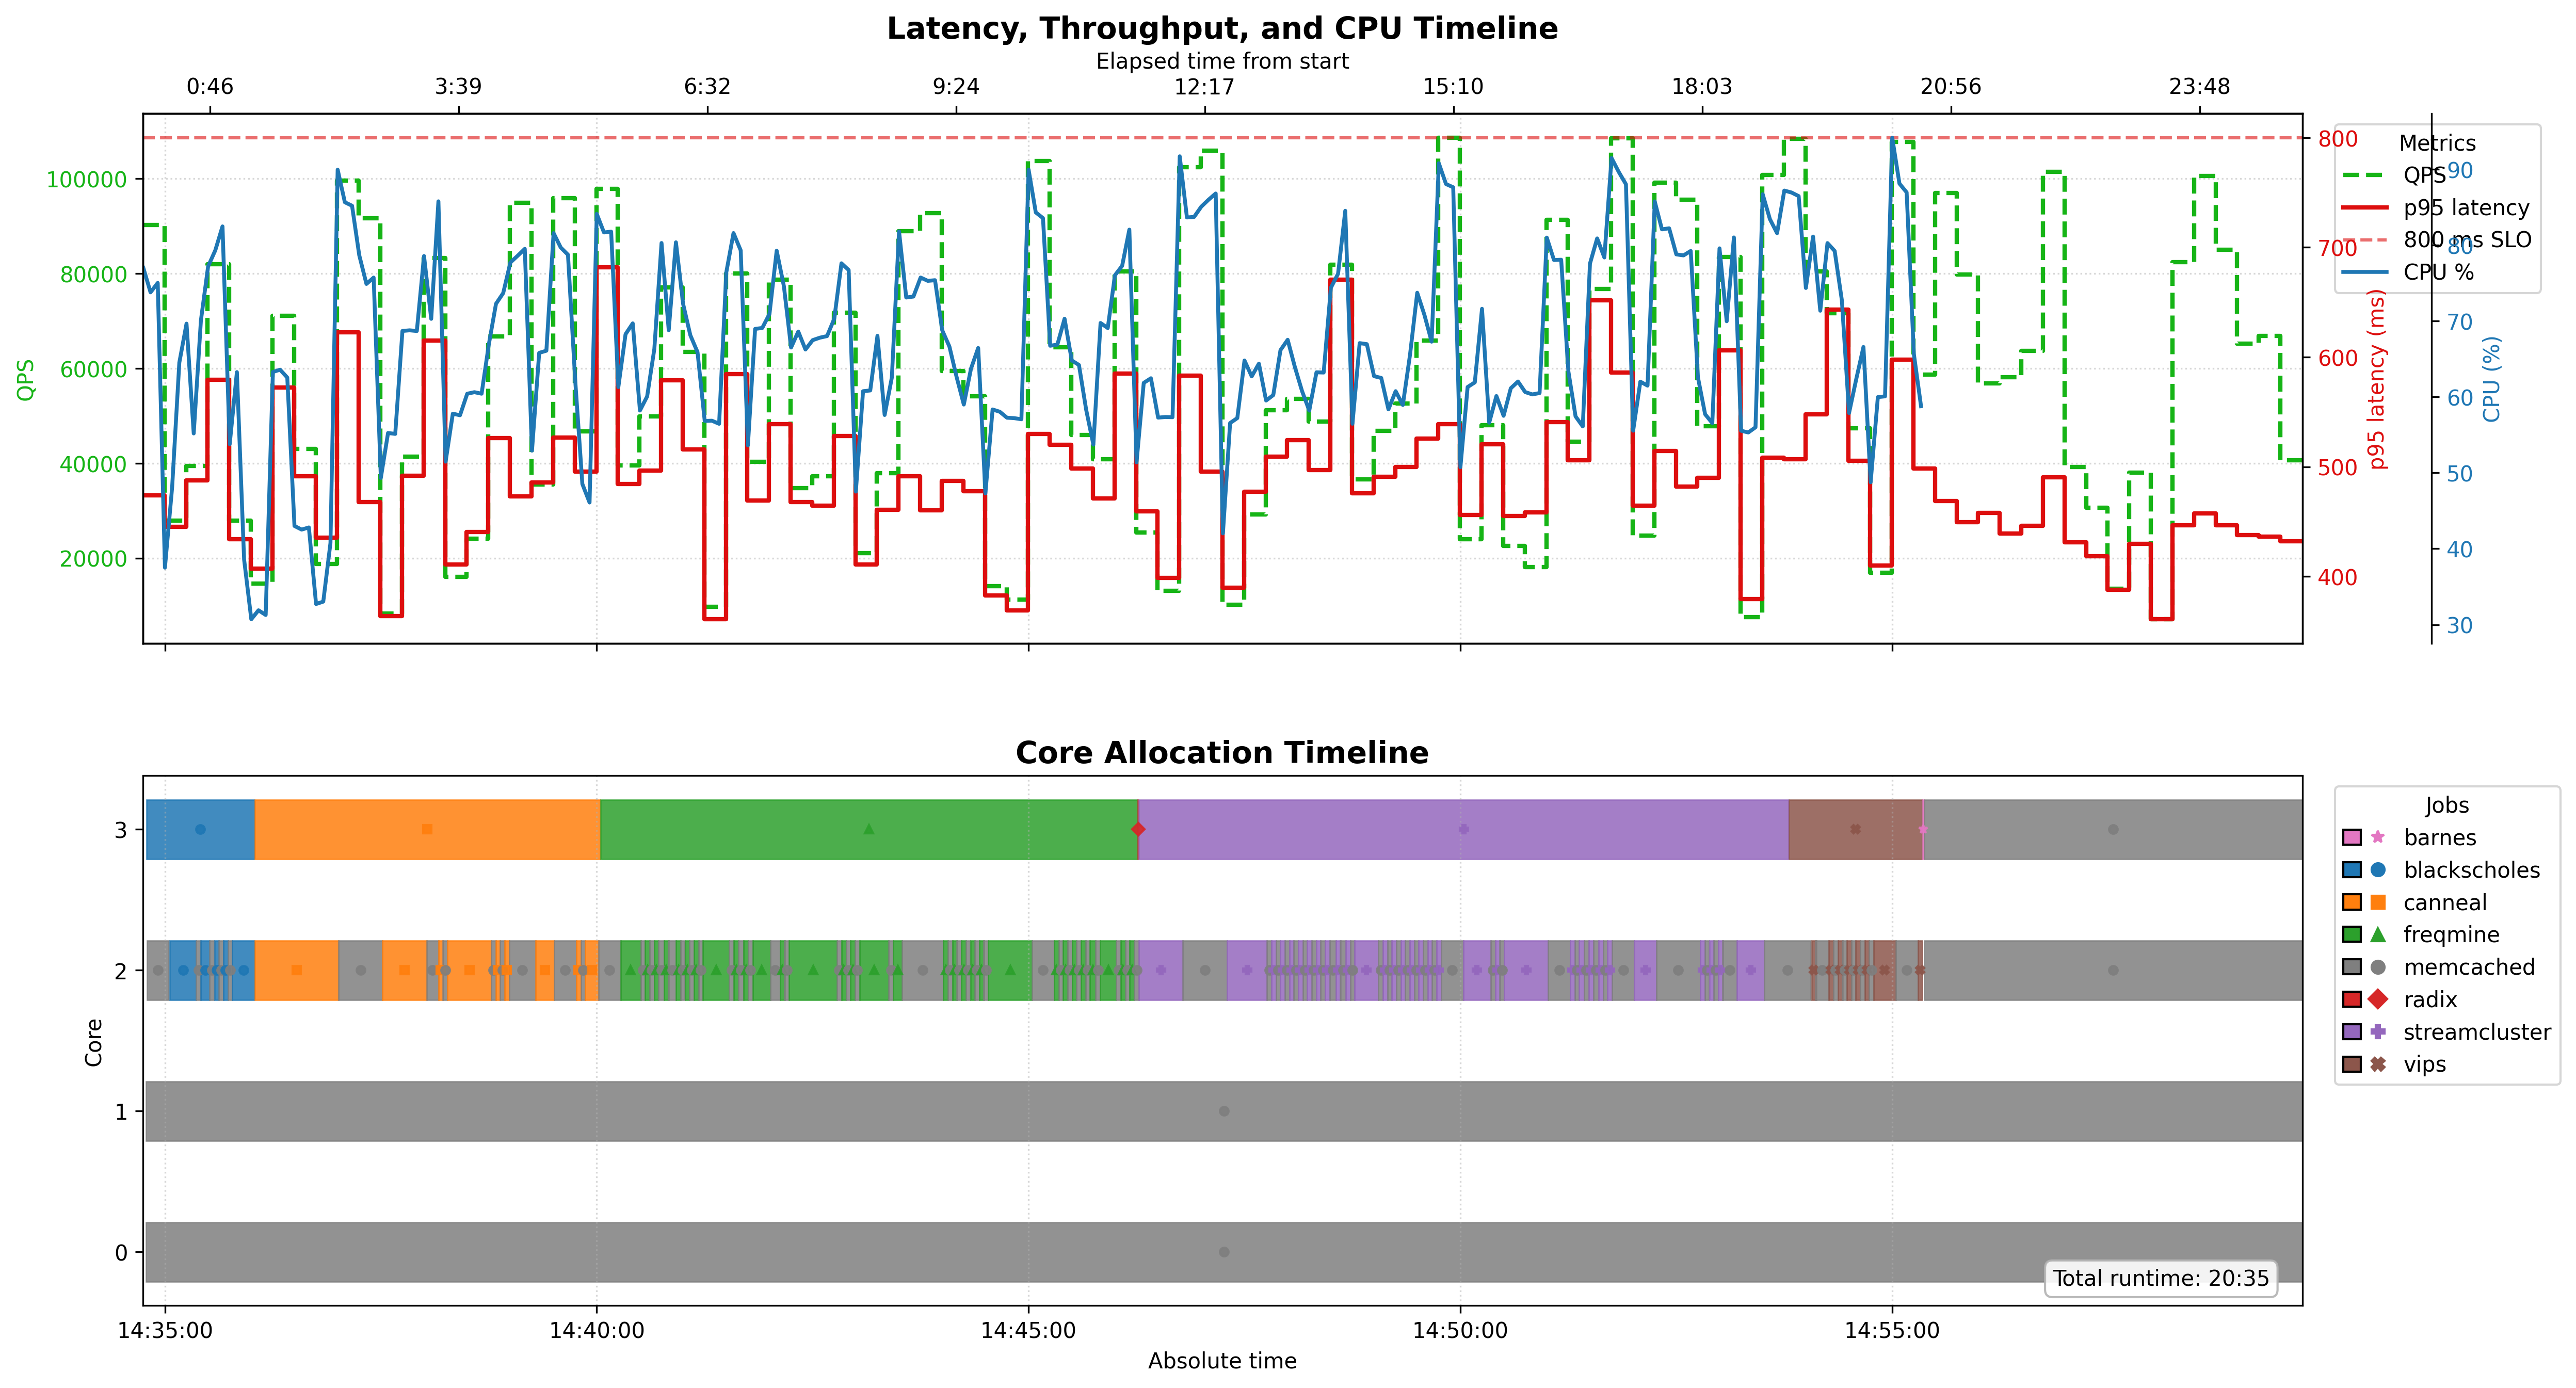 Latency, Throughput, and CPU Timeline
Elapsed time from start
0:46 3:39 6:32 9:24 12:17 15:10 18:03 20:56 23:48
QPS
100000
80000
60000
40000
20000
800
700
600
500
400
p95 latency (ms)
90
80
70
60
50
40
30
CPU (%)
Metrics
QPS
p95 latency
800 ms SLO
CPU %
Core Allocation Timeline
Core
3
2
1
0
Total runtime: 20:35
14:35:00 14:40:00 14:45:00 14:50:00 14:55:00
Absolute time
Jobs
barnes
blackscholes
canneal
freqmine
memcached
radix
streamcluster
vips